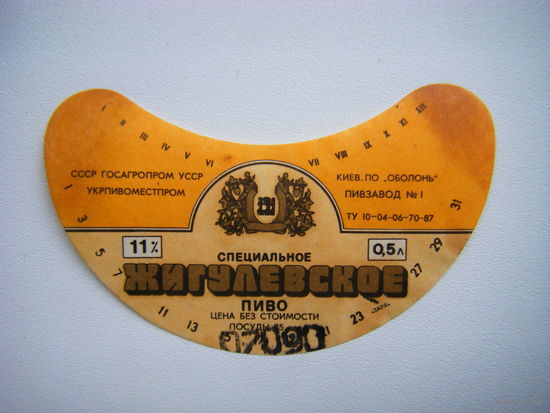 I II III IV V VI VII VIII IX X XI XII
СССР ГОСАГРОПРОМ УССР
УКРПИВОМЕСТПРОМ
КИЕВ. ПО „ОБОЛОНЬ"
ПИВЗАВОД №1
ТУ 10-04-06-70-87
11%
0,5л
СПЕЦИАЛЬНОЕ
ЖИГУЛЕВСКОЕ
ПИВО
ЦЕНА БЕЗ СТОИМОСТИ
ПОСУДЫ
1 3 5 7 11 13 23 27 29 31